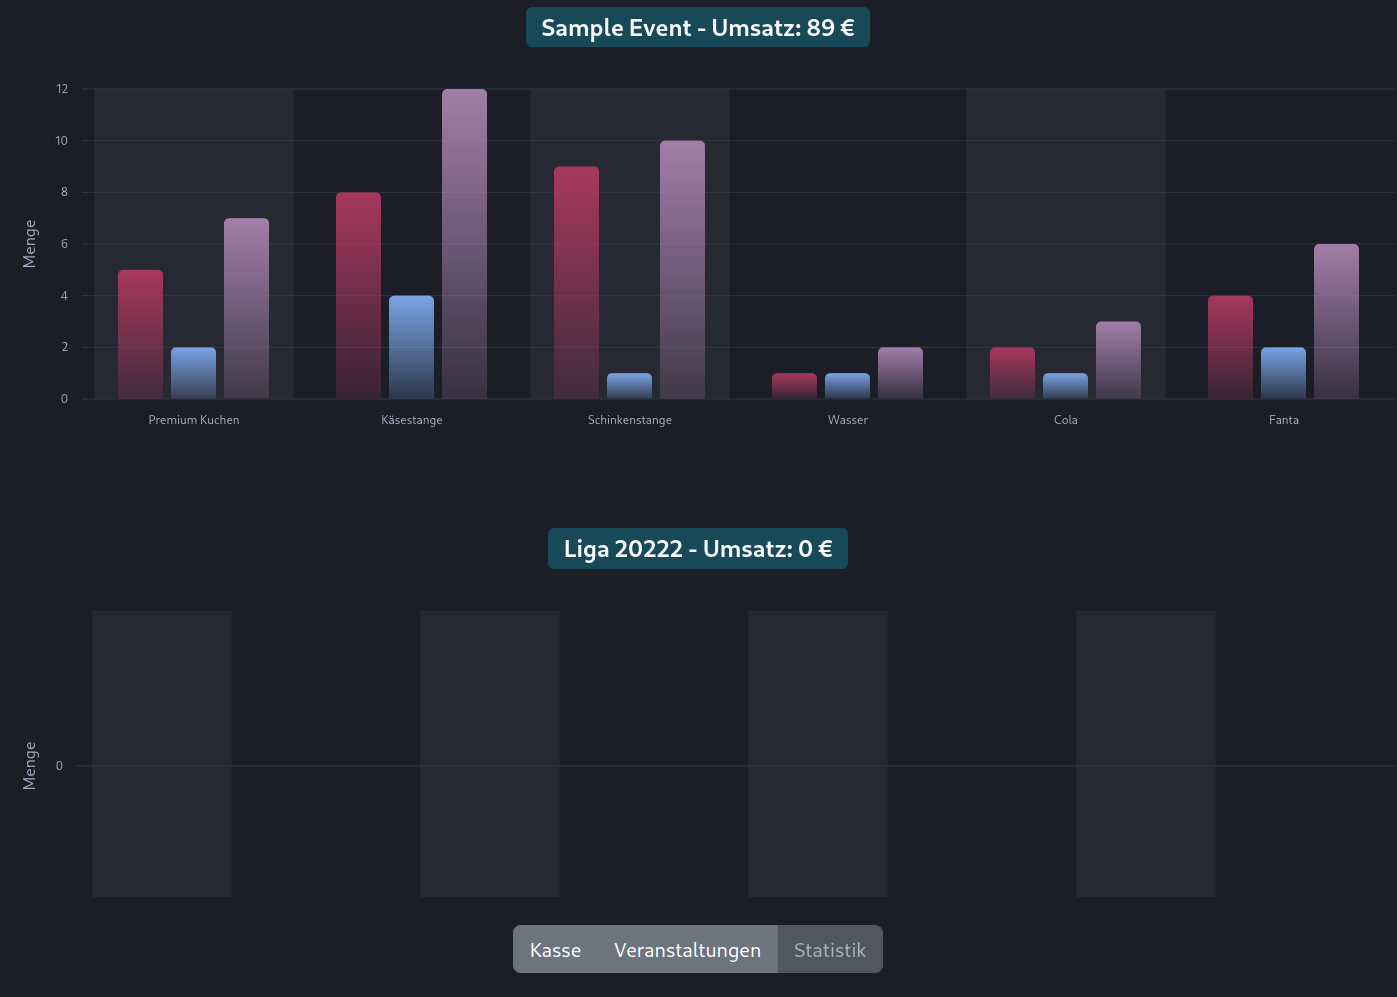 Sample Event - Umsatz: 89 €
12
10
8
6
4
2
0
Menge
Premium Kuchen Käsestange Schinkenstange Wasser Cola Fanta
Liga 20222 - Umsatz: 0 €
Menge
0
Kasse Veranstaltungen Statistik